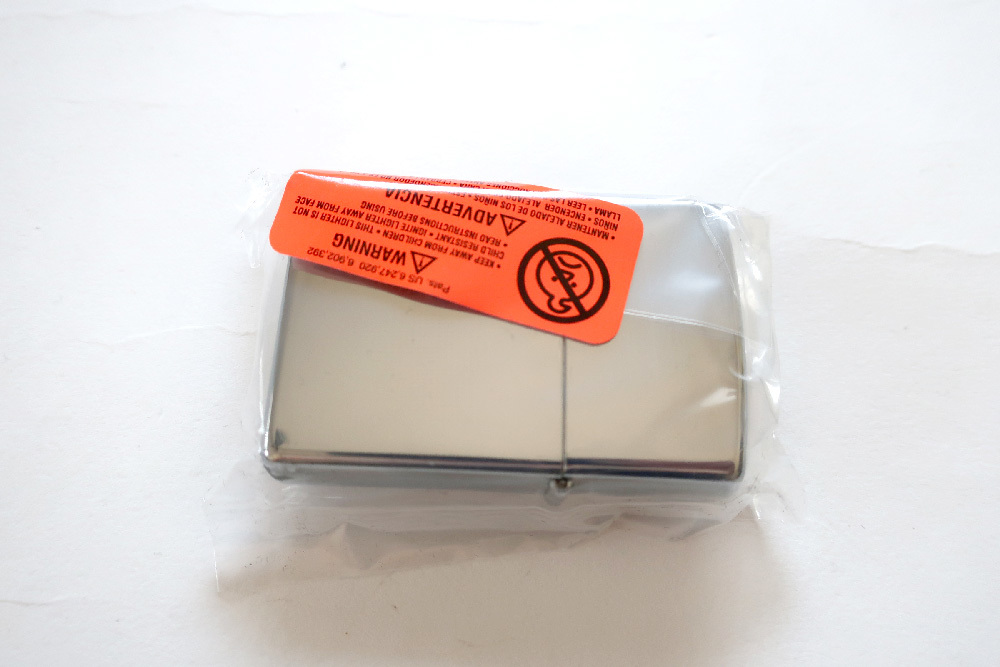 Pats. US 6,247,920 6,902,392
WARNING
• KEEP AWAY FROM CHILDREN • THIS LIGHTER IS NOT
CHILD RESISTANT • IGNITE LIGHTER AWAY FROM FACE
• READ INSTRUCTIONS BEFORE USING
ADVERTENCIA
• MANTENER ALEJADO DE LOS NIÑOS
NIÑOS • ENCENDER ALEJADO DE
LLAMA • LEER LAS